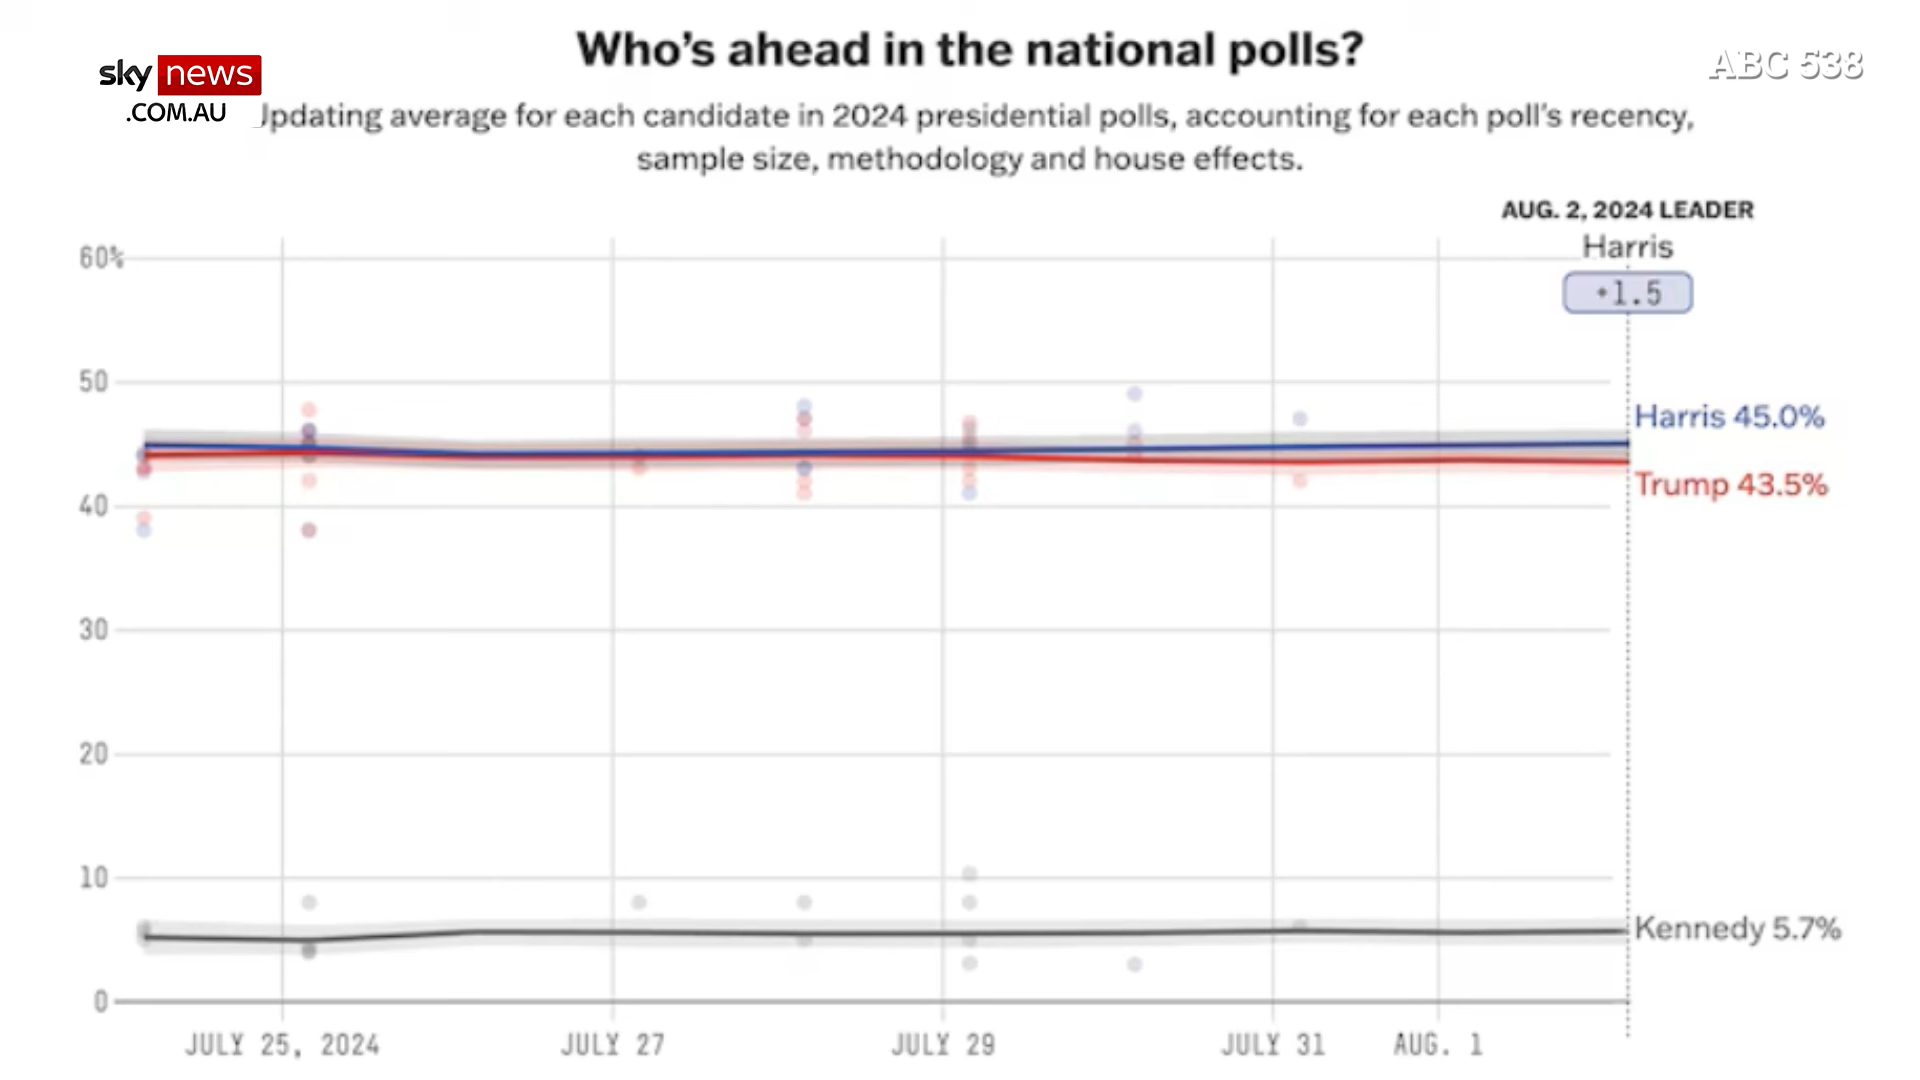 Who's ahead in the national polls?
sky news
.COM.AU
ABC 538
Updating average for each candidate in 2024 presidential polls, accounting for each poll's recency,
sample size, methodology and house effects.
AUG. 2, 2024 LEADER
Harris
+1.5
60%
50
40
30
20
10
0
Harris 45.0%
Trump 43.5%
Kennedy 5.7%
JULY 25, 2024
JULY 27
JULY 29
JULY 31
AUG. 1